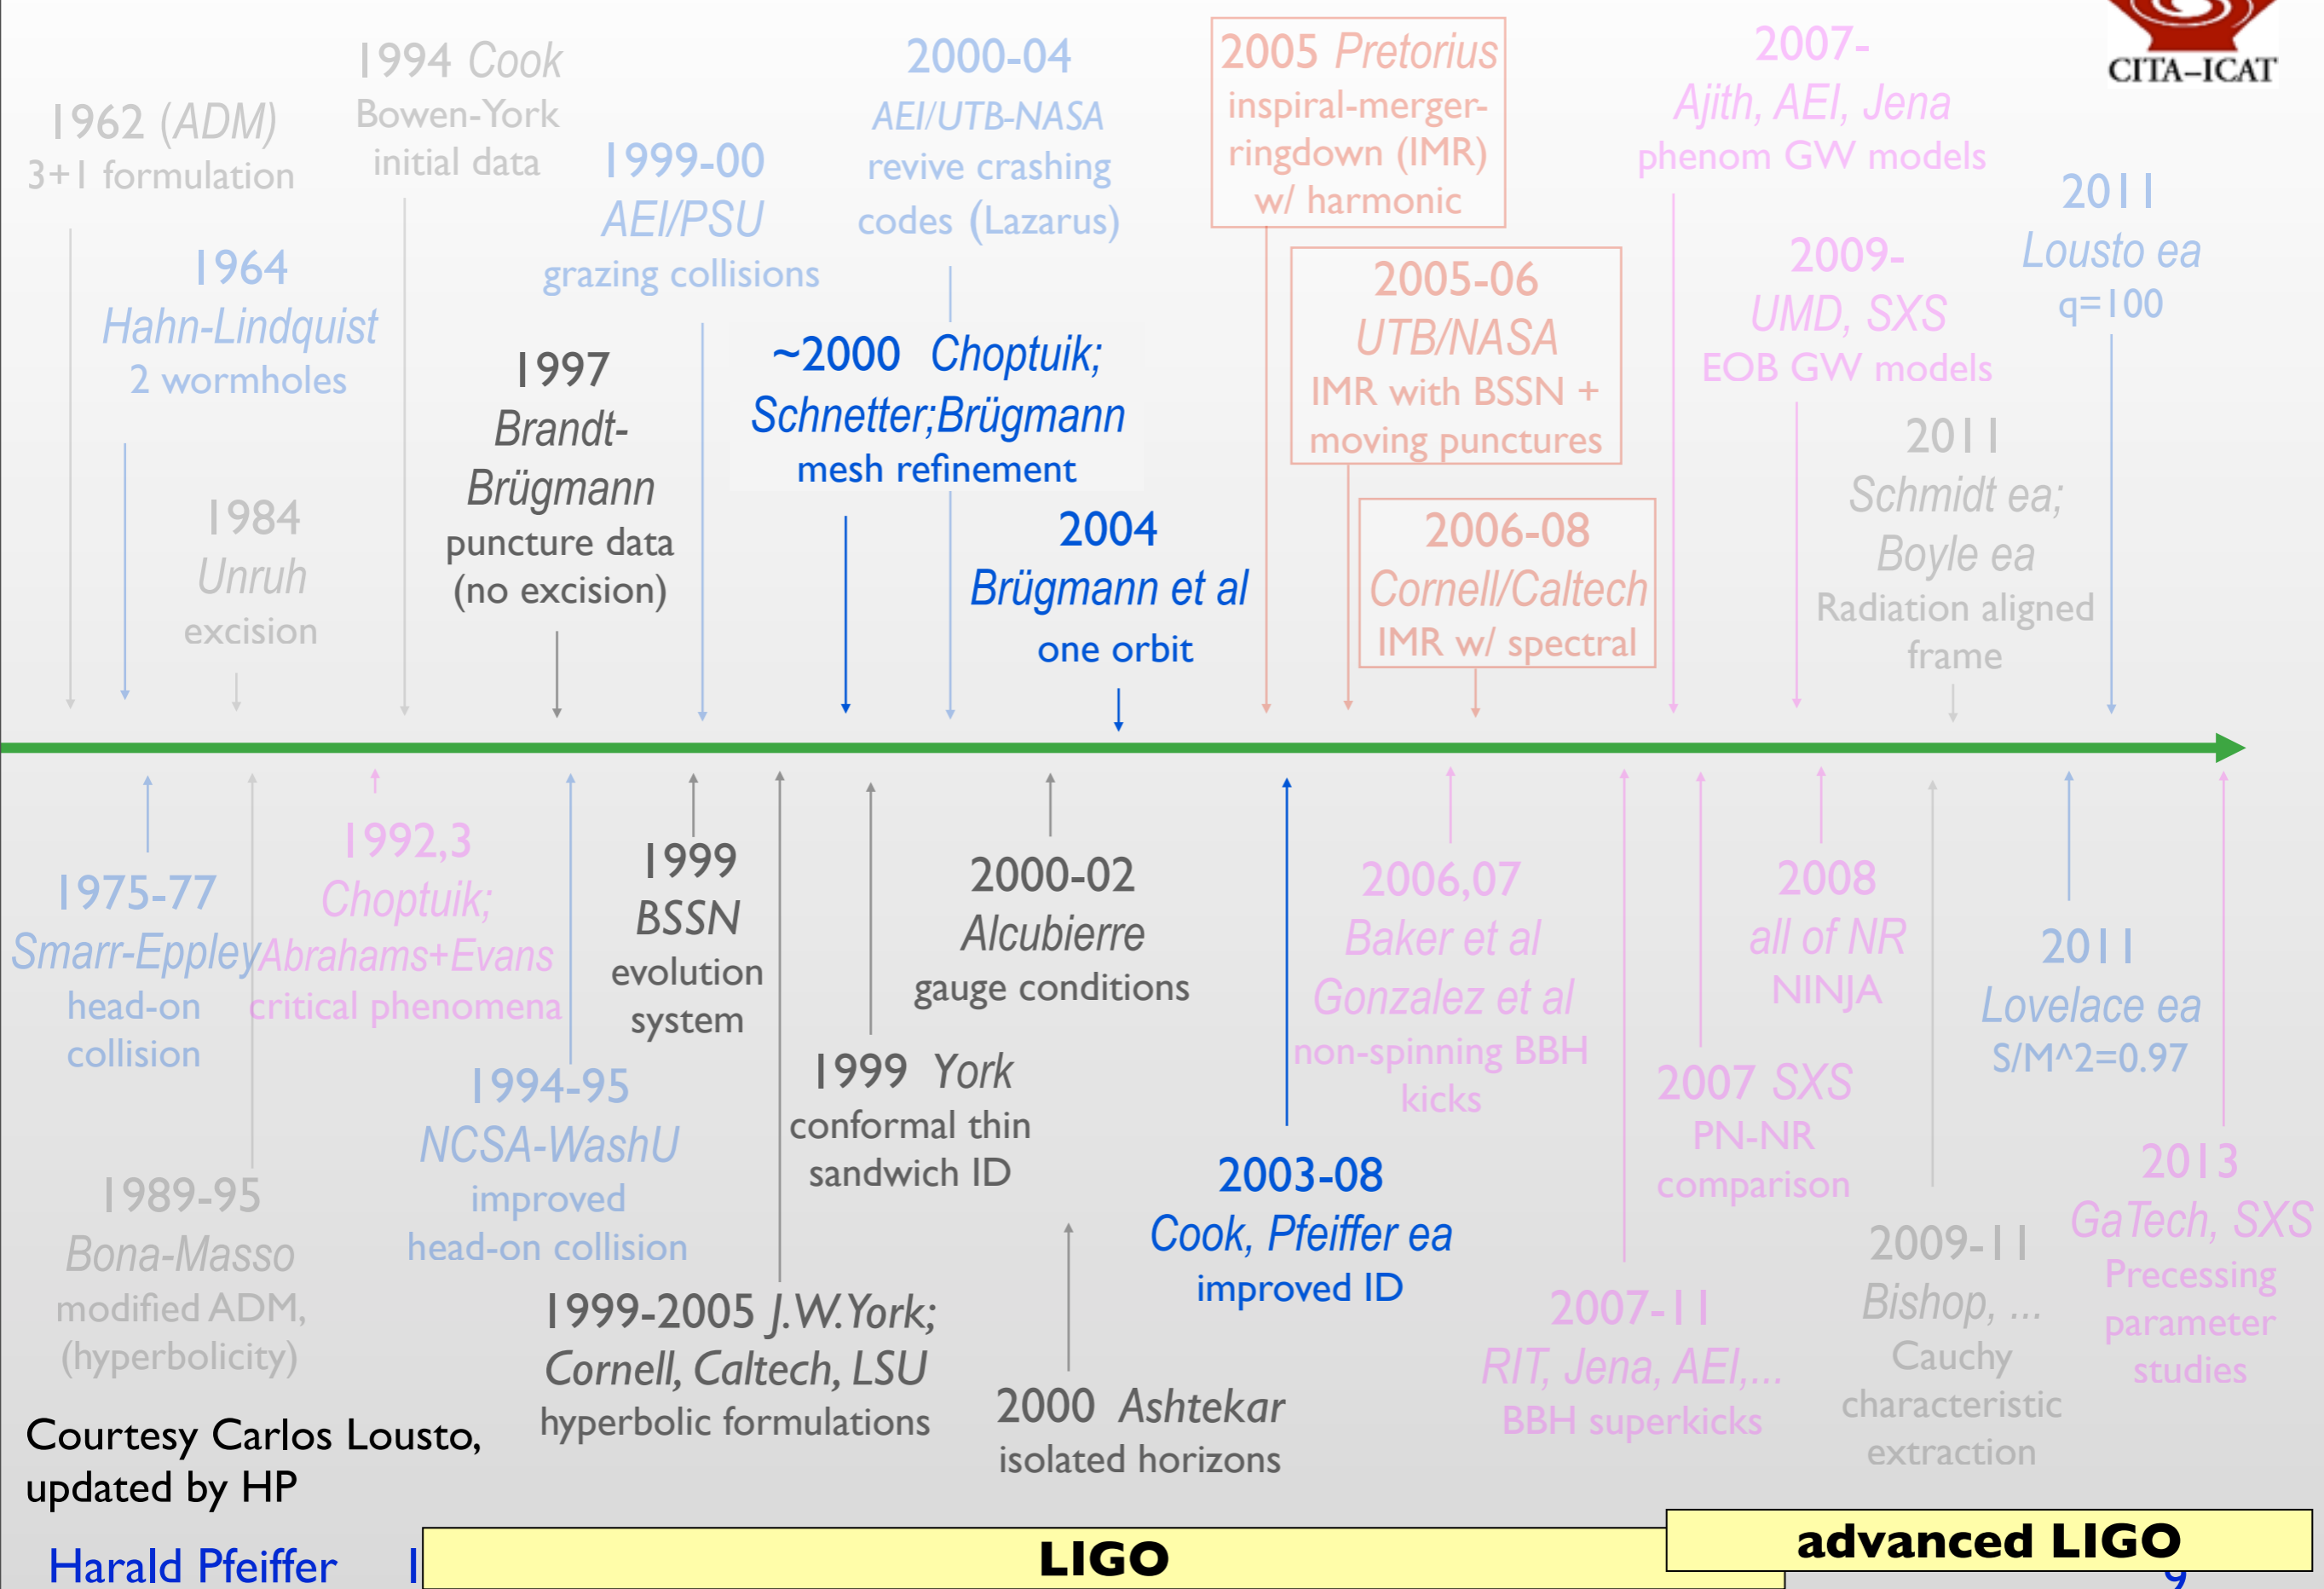 CITA–ICAT
1962 (ADM)
3+1 formulation
1994 Cook
Bowen-York
initial data
1964
Hahn-Lindquist
2 wormholes
1984
Unruh
excision
1997
Brandt-
Brügmann
puncture data
(no excision)
1999-00
AEI/PSU
grazing collisions
2000-04
AEI/UTB-NASA
revive crashing
codes (Lazarus)
~2000 Choptuik;
Schnetter;Brügmann
mesh refinement
2004
Brügmann et al
one orbit
2005 Pretorius
inspiral-merger-
ringdown (IMR)
w/ harmonic
2005-06
UTB/NASA
IMR with BSSN +
moving punctures
2006-08
Cornell/Caltech
IMR w/ spectral
2007-
Ajith, AEI, Jena
phenom GW models
2009-
UMD, SXS
EOB GW models
2011
Schmidt ea;
Boyle ea
Radiation aligned
frame
2011
Lousto ea
q=100
1975-77
Smarr-Eppley
head-on
collision
1989-95
Bona-Masso
modified ADM,
(hyperbolicity)
1992,3
Choptuik;
Abrahams+Evans
critical phenomena
1994-95
NCSA-WashU
improved
head-on collision
1999
BSSN
evolution
system
1999-2005 J.W.York;
Cornell, Caltech, LSU
hyperbolic formulations
1999 York
conformal thin
sandwich ID
2000-02
Alcubierre
gauge conditions
2000 Ashtekar
isolated horizons
2003-08
Cook, Pfeiffer ea
improved ID
2006,07
Baker et al
Gonzalez et al
non-spinning BBH
kicks
2007-11
RIT, Jena, AEI,...
BBH superkicks
2007 SXS
PN-NR
comparison
2008
all of NR
NINJA
2009-11
Bishop, ...
Cauchy
characteristic
extraction
2011
Lovelace ea
S/M^2=0.97
2013
GaTech, SXS
Precessing
parameter
studies
Courtesy Carlos Lousto,
updated by HP
Harald Pfeiffer
LIGO
advanced LIGO